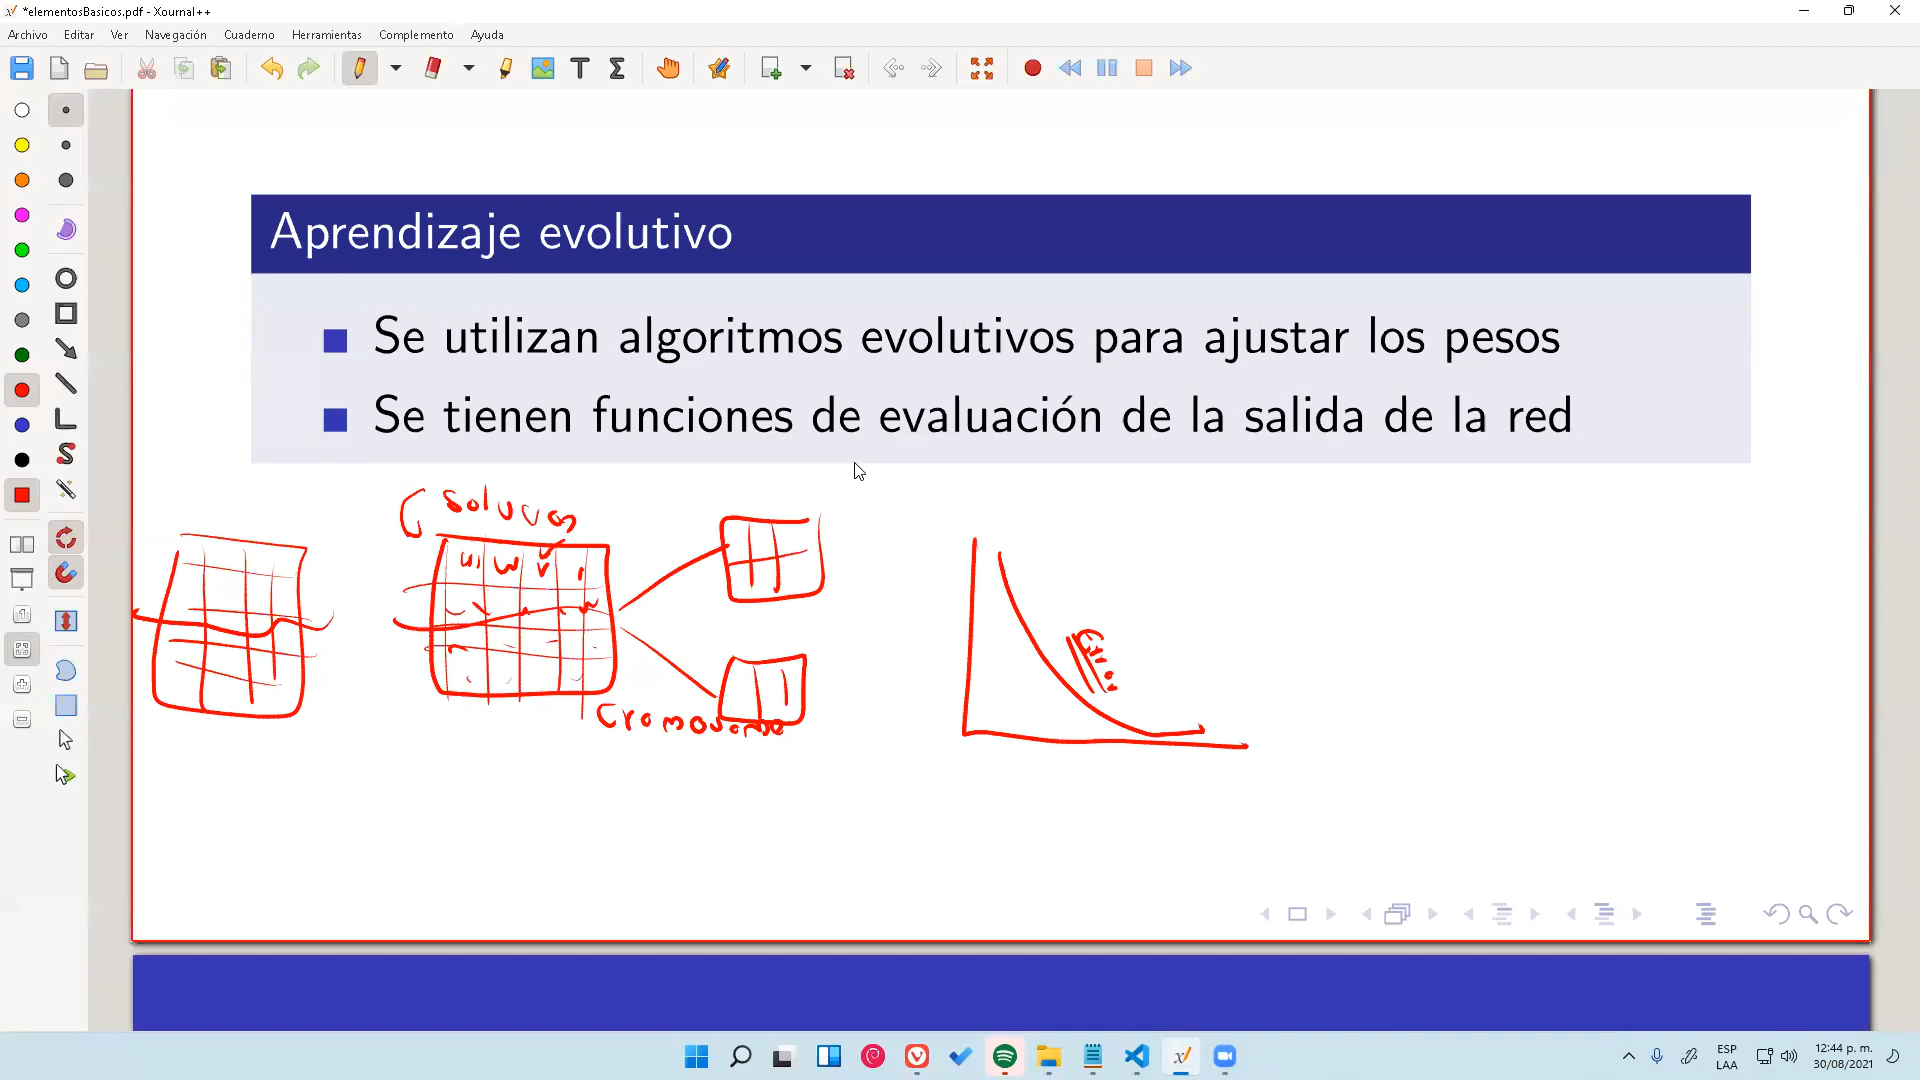 *elementosBasicos.pdf - Xournal++
Archivo Editar Ver Navegación Cuaderno Herramientas Complemento Ayuda
Aprendizaje evolutivo
Se utilizan algoritmos evolutivos para ajustar los pesos
Se tienen funciones de evaluación de la salida de la red
Error
ESP
LAA
12:44 p. m.
30/08/2021